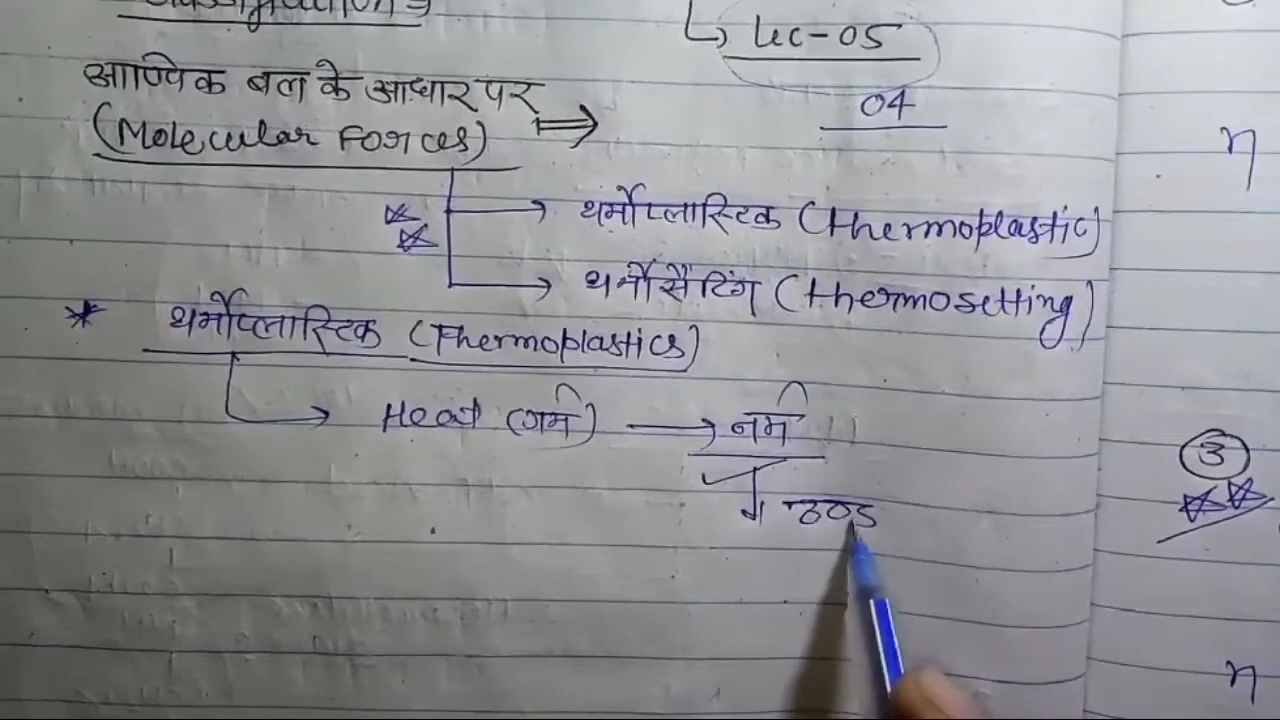 Classification ⇒
↳ Lec-05
04
आण्विक बल के आधार पर
(Molecular Forces) ⇒
→ थर्मोप्लास्टिक (thermoplastic)
→ थर्मोसैटिंग (thermosetting)
* थर्मोप्लास्टिक (Thermoplastics)
→ Heat (गर्म) → नर्म
ठण्ड
η
3
η